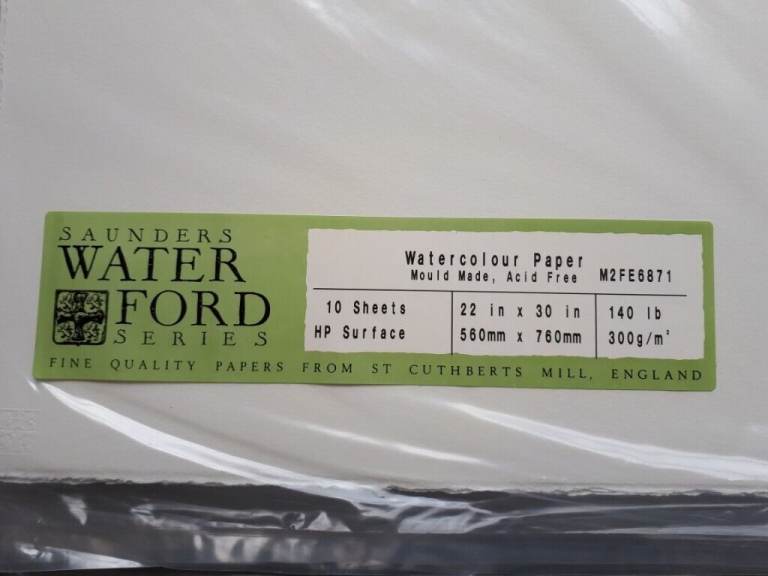 SAUNDERS
WATER
FORD
SERIES
Watercolour Paper
Mould Made, Acid Free M2FE6871
10 Sheets
HP Surface
22 in x 30 in
560mm x 760mm
140 lb
300g/m²
FINE QUALITY PAPERS FROM ST CUTHBERTS MILL, ENGLAND